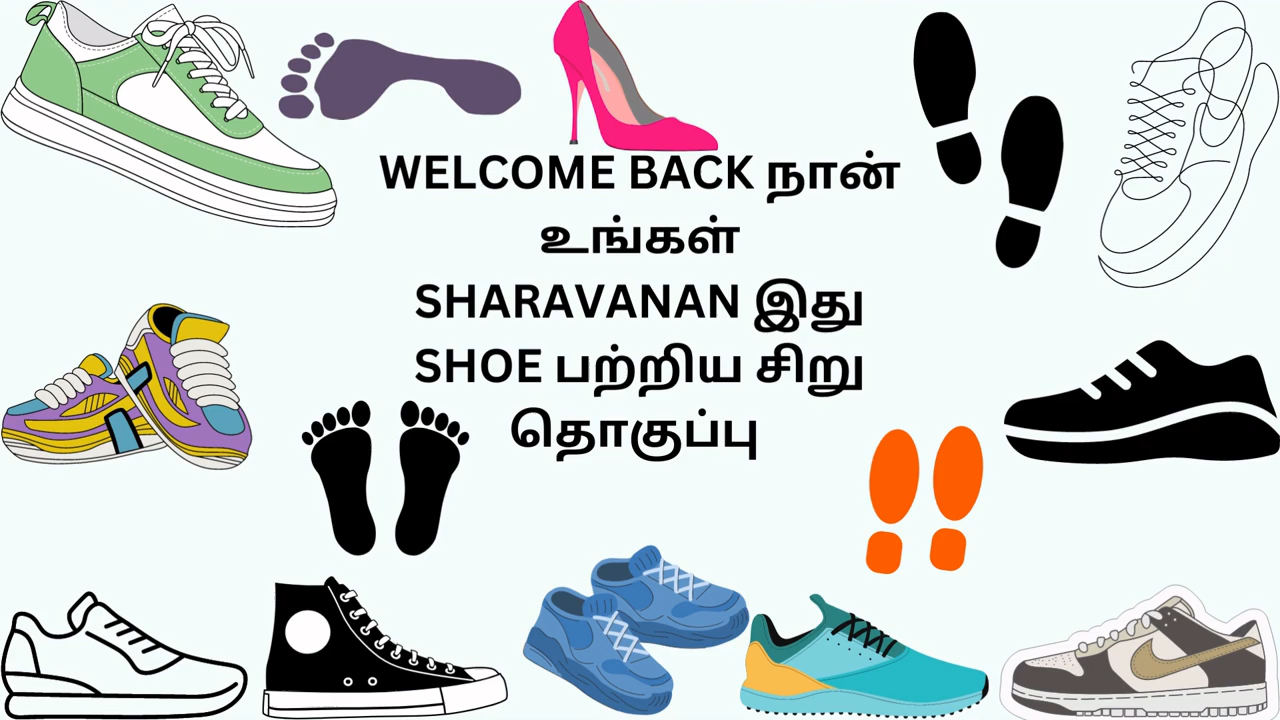 WELCOME BACK நான்
உங்கள்
SHARAVANAN இது
SHOE பற்றிய சிறு
தொகுப்பு